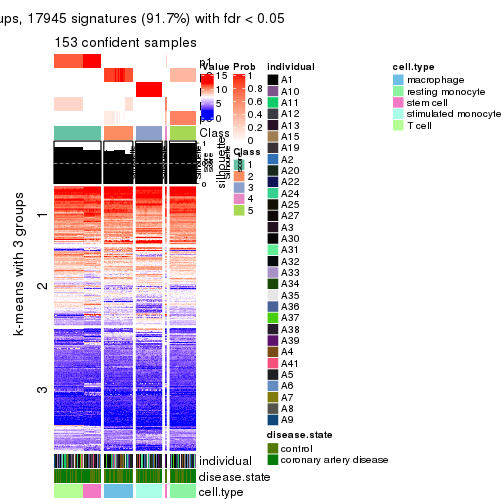 ups, 17945 signatures (91.7%) with fdr < 0.05
153 confident samples
Class
silhouette
k-means with 3 groups
1
2
3
individual
disease.state
cell.type
Value
15
10
5
0
Prob
1
0.8
0.6
0.4
0.2
0
Class
1
2
3
4
5
individual
A1
A10
A11
A12
A13
A15
A19
A2
A20
A22
A24
A25
A27
A3
A30
A31
A32
A33
A34
A35
A36
A37
A38
A39
A4
A41
A5
A6
A7
A8
A9
disease.state
control
coronary artery disease
cell.type
macrophage
resting monocyte
stem cell
stimulated monocyte
T cell